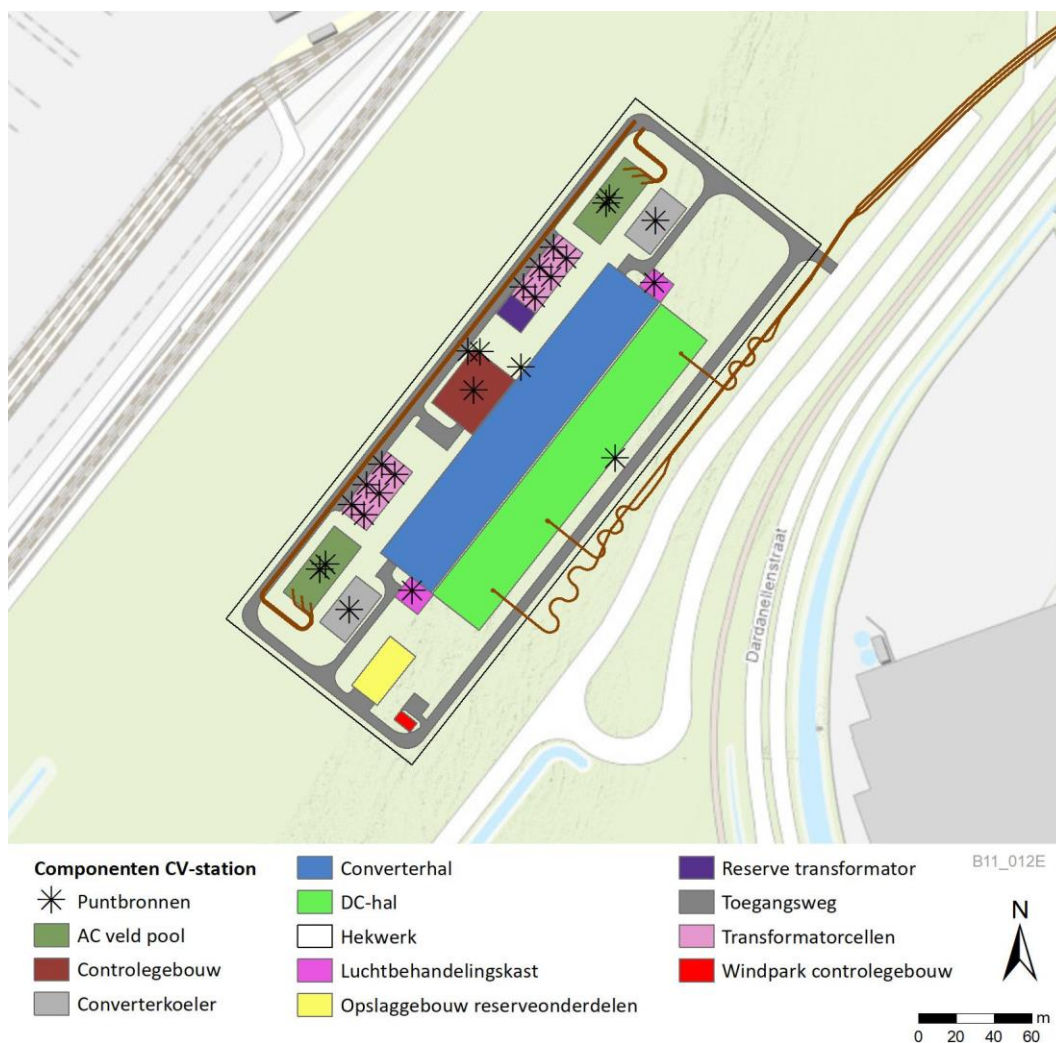 Dardanellenstraat
Componenten CV-station
Puntbronnen
AC veld pool
Controlegebouw
Converterkoeler
Converterhal
DC-hal
Hekwerk
Luchtbehandelingskast
Opslaggebouw reserveonderdelen
Reserve transformator
Toegangsweg
Transformatorcellen
Windpark controlegebouw
B11_012E
N
m
0 20 40 60